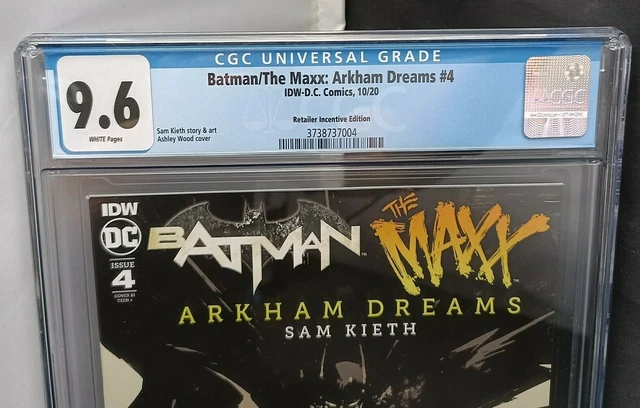 CGC UNIVERSAL GRADE
9.6
WHITE Pages
Batman/The Maxx: Arkham Dreams #4
IDW-D.C. Comics, 10/20
Retailer Incentive Edition
Sam Kieth story & art
Ashley Wood cover
3738737004
CGC
IDW
DC
ISSUE
4
BATMAN
THE
MAXX
ARKHAM DREAMS
SAM KIETH